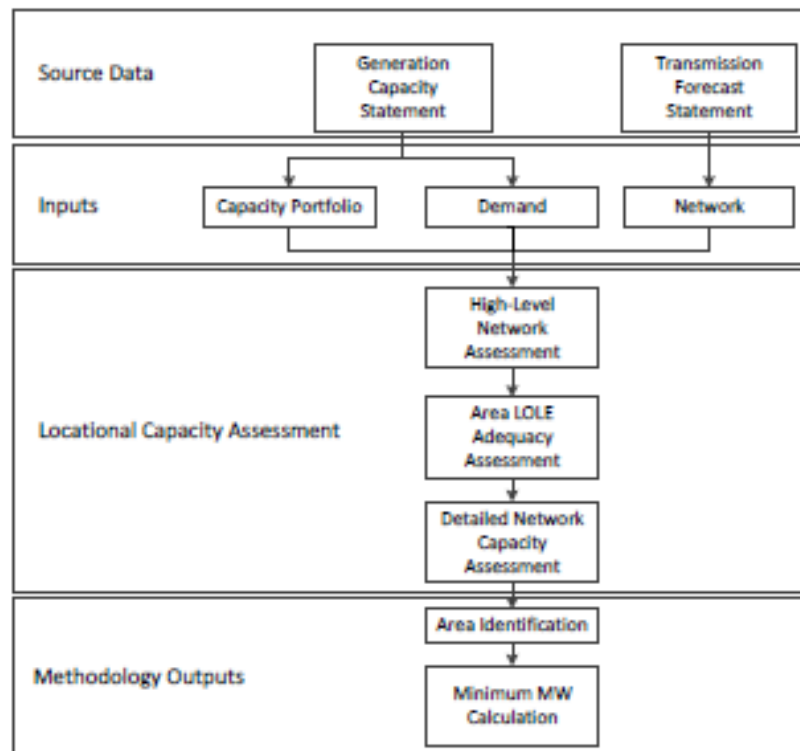 Source Data
Generation
Capacity
Statement
Transmission
Forecast
Statement
Inputs
Capacity Portfolio
Demand
Network
Locational Capacity Assessment
High-Level
Network
Assessment
Area LOLE
Adequacy
Assessment
Detailed Network
Capacity
Assessment
Methodology Outputs
Area Identification
Minimum MW
Calculation